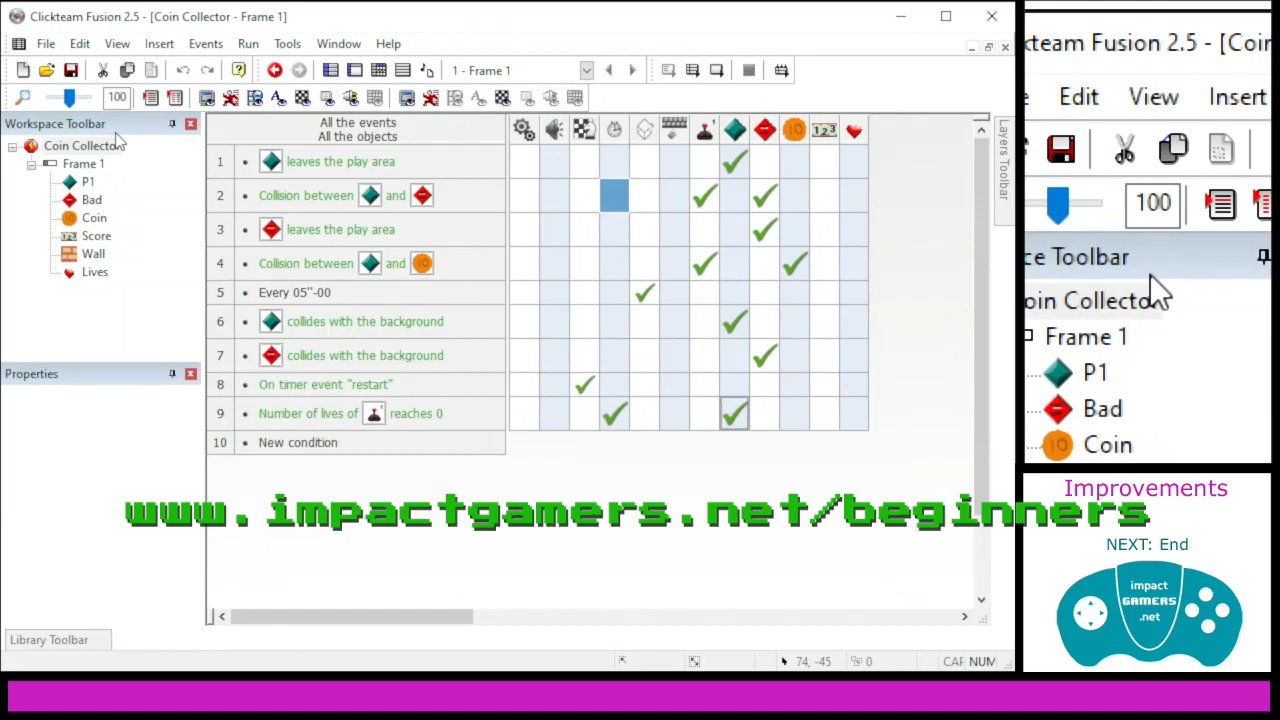 Clickteam Fusion 2.5 - [Coin Collector - Frame 1]
File Edit View Insert Events Run Tools Window Help
1 - Frame 1
100
Workspace Toolbar
Coin Collector
Frame 1
P1
Bad
Coin
Score
Wall
Lives
Properties
Library Toolbar
All the events
All the objects
1 • leaves the play area
2 • Collision between and
3 • leaves the play area
4 • Collision between and
5 • Every 05"-00
6 • collides with the background
7 • collides with the background
8 • On timer event "restart"
9 • Number of lives of reaches 0
10 • New condition
Layers Toolbar
www.impactgamers.net/beginners
74, -45
0
CAP NUM
kteam Fusion 2.5 - [Coin
Edit View Insert
100
ce Toolbar
oin Collector
Frame 1
P1
Bad
Coin
Improvements
NEXT: End
impact
GAMERS
.net